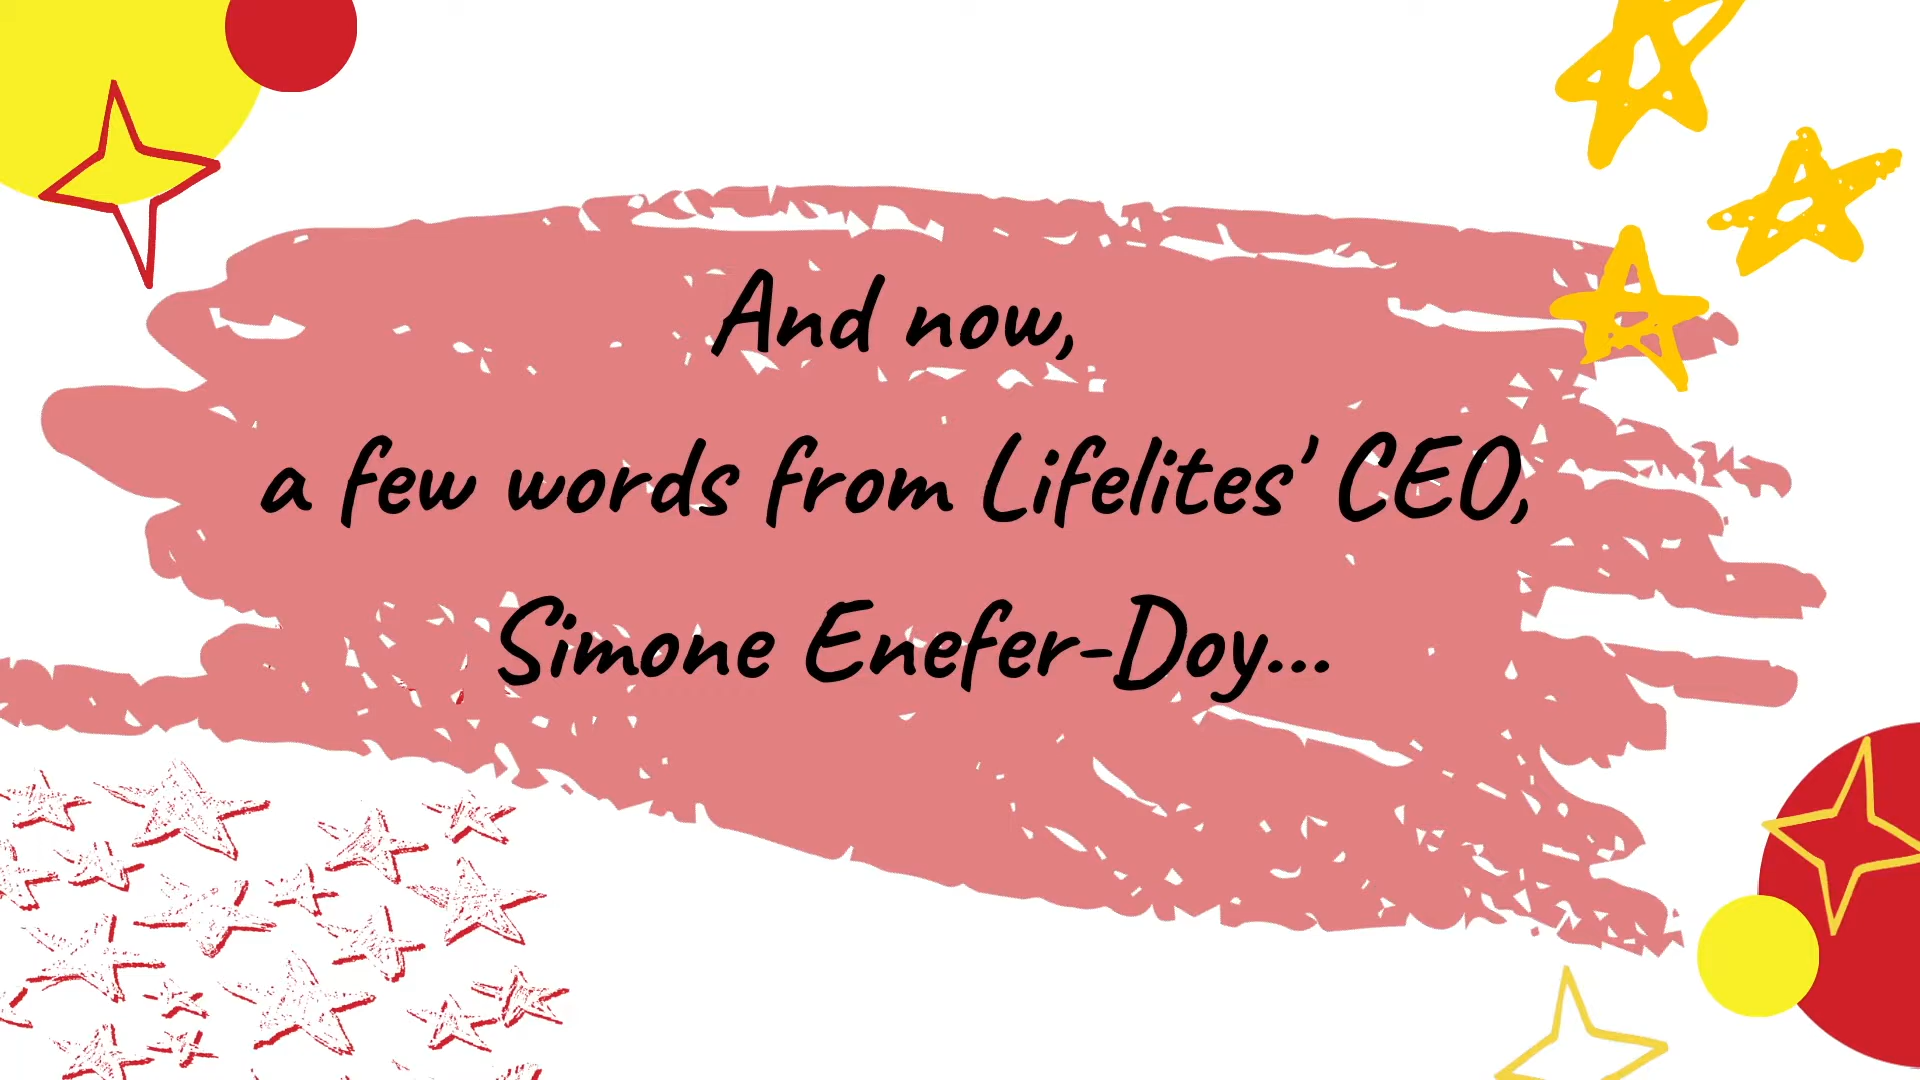 And now,
a few words from Lifelites’ CEO,
Simone Enefer-Doy...